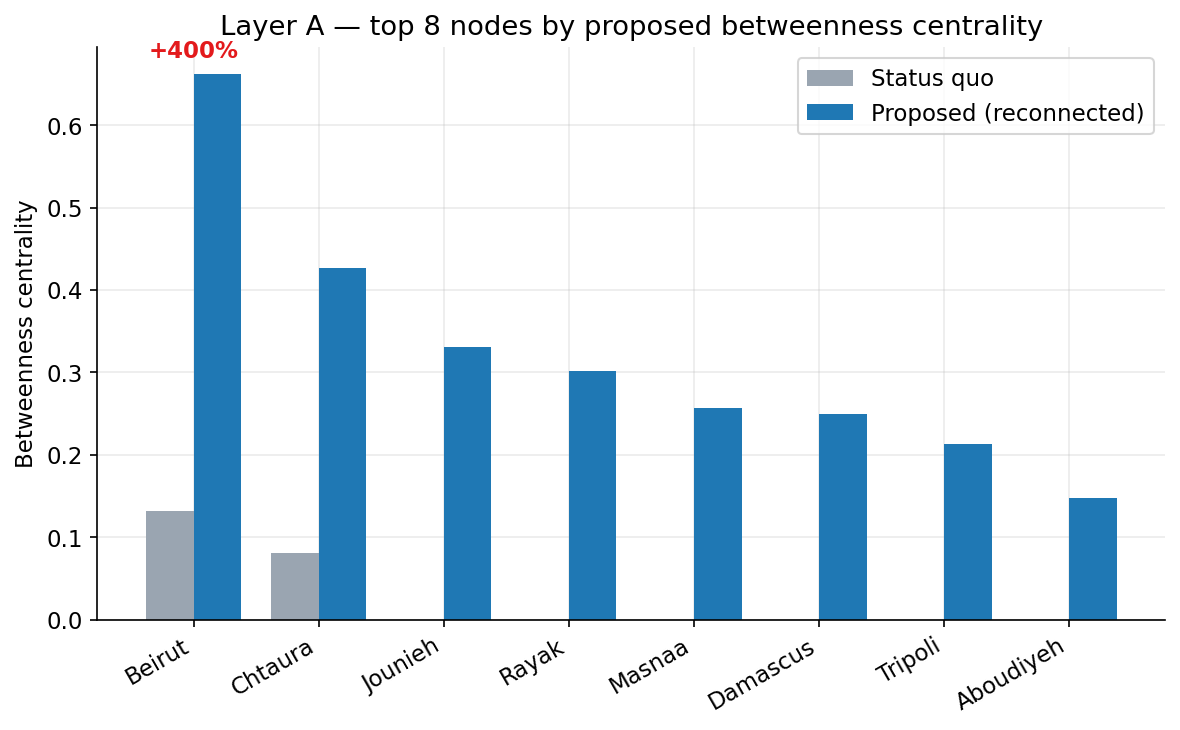 Layer A — top 8 nodes by proposed betweenness centrality
+400%
Status quo
Proposed (reconnected)
Betweenness centrality
0.6
0.5
0.4
0.3
0.2
0.1
0.0
Beirut
Chtaura
Jounieh
Rayak
Masnaa
Damascus
Tripoli
Aboudiyeh